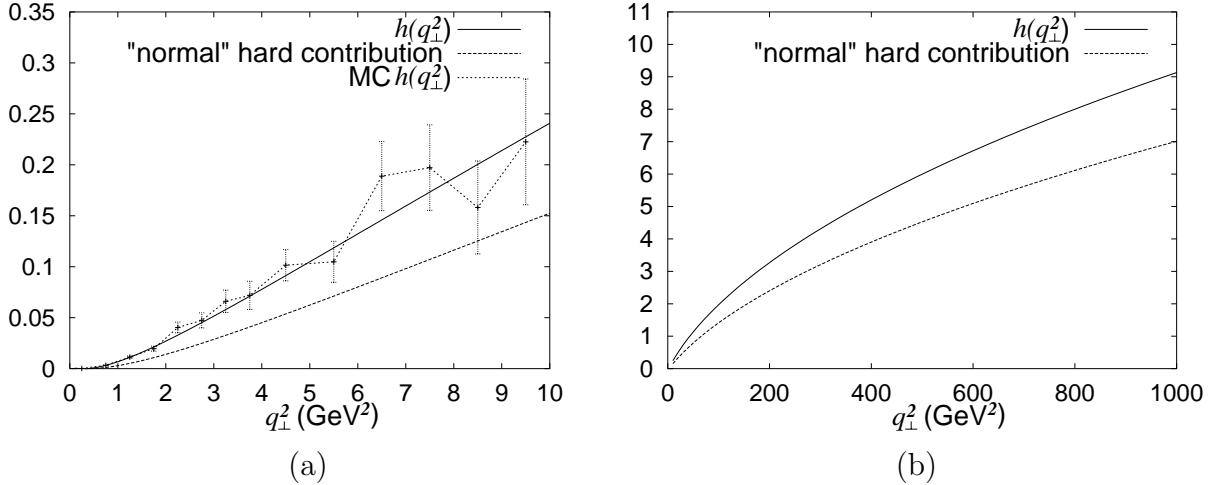 0.35
0.3
0.25
0.2
0.15
0.1
0.05
0
0 1 2 3 4 5 6 7 8 9 10
h(q²⊥)
"normal" hard contribution
MC h(q²⊥)
q²⊥ (GeV²)
(a)
11
10
9
8
7
6
5
4
3
2
1
0
0 200 400 600 800 1000
h(q²⊥)
"normal" hard contribution
q²⊥ (GeV²)
(b)